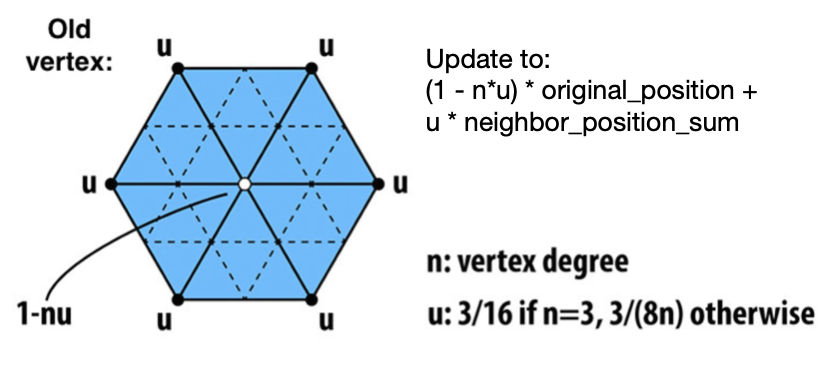 Old
vertex:
u
u
Update to:
(1 - n*u) * original_position +
u * neighbor_position_sum
u
u
n: vertex degree
1-nu
u
u
u: 3/16 if n=3, 3/(8n) otherwise